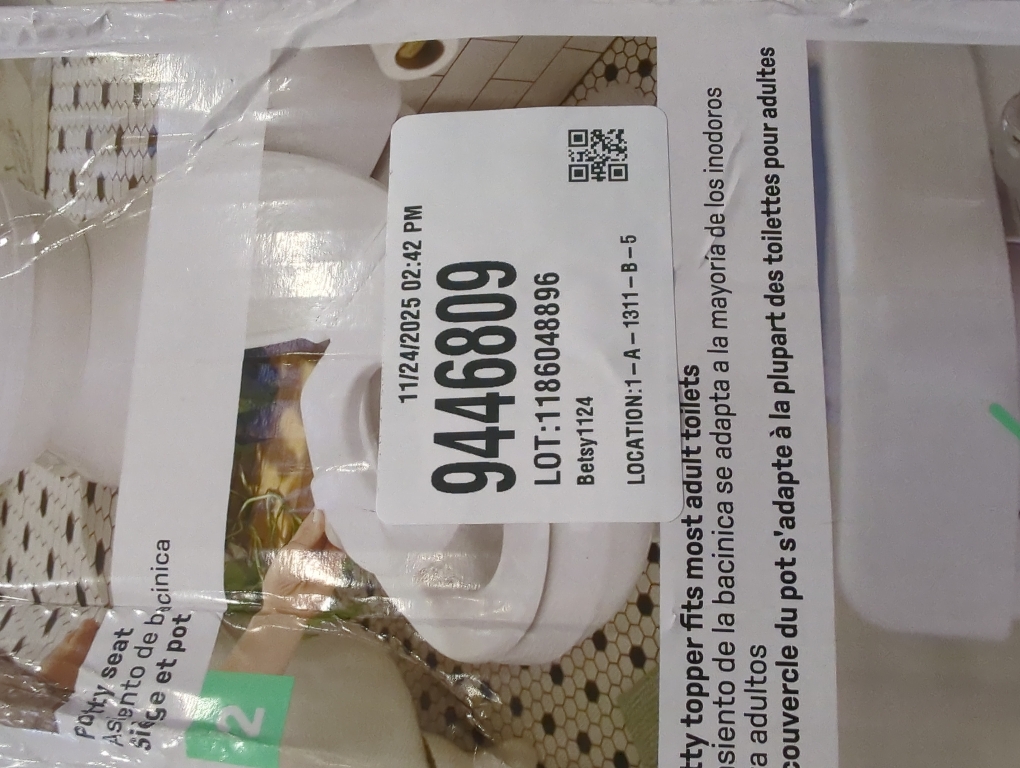 Potty seat
Asiento de bacinica
Siège et pot
2
11/24/2025 02:42 PM
9446809
LOT:1186048896
Betsy1124
LOCATION:1-A-1311-B-5
tty topper fits most adult toilets
asiento de la bacinica se adapta a la mayoría de los inodoros
a adultos
couvercle du pot s'adapte à la plupart des toilettes pour adultes